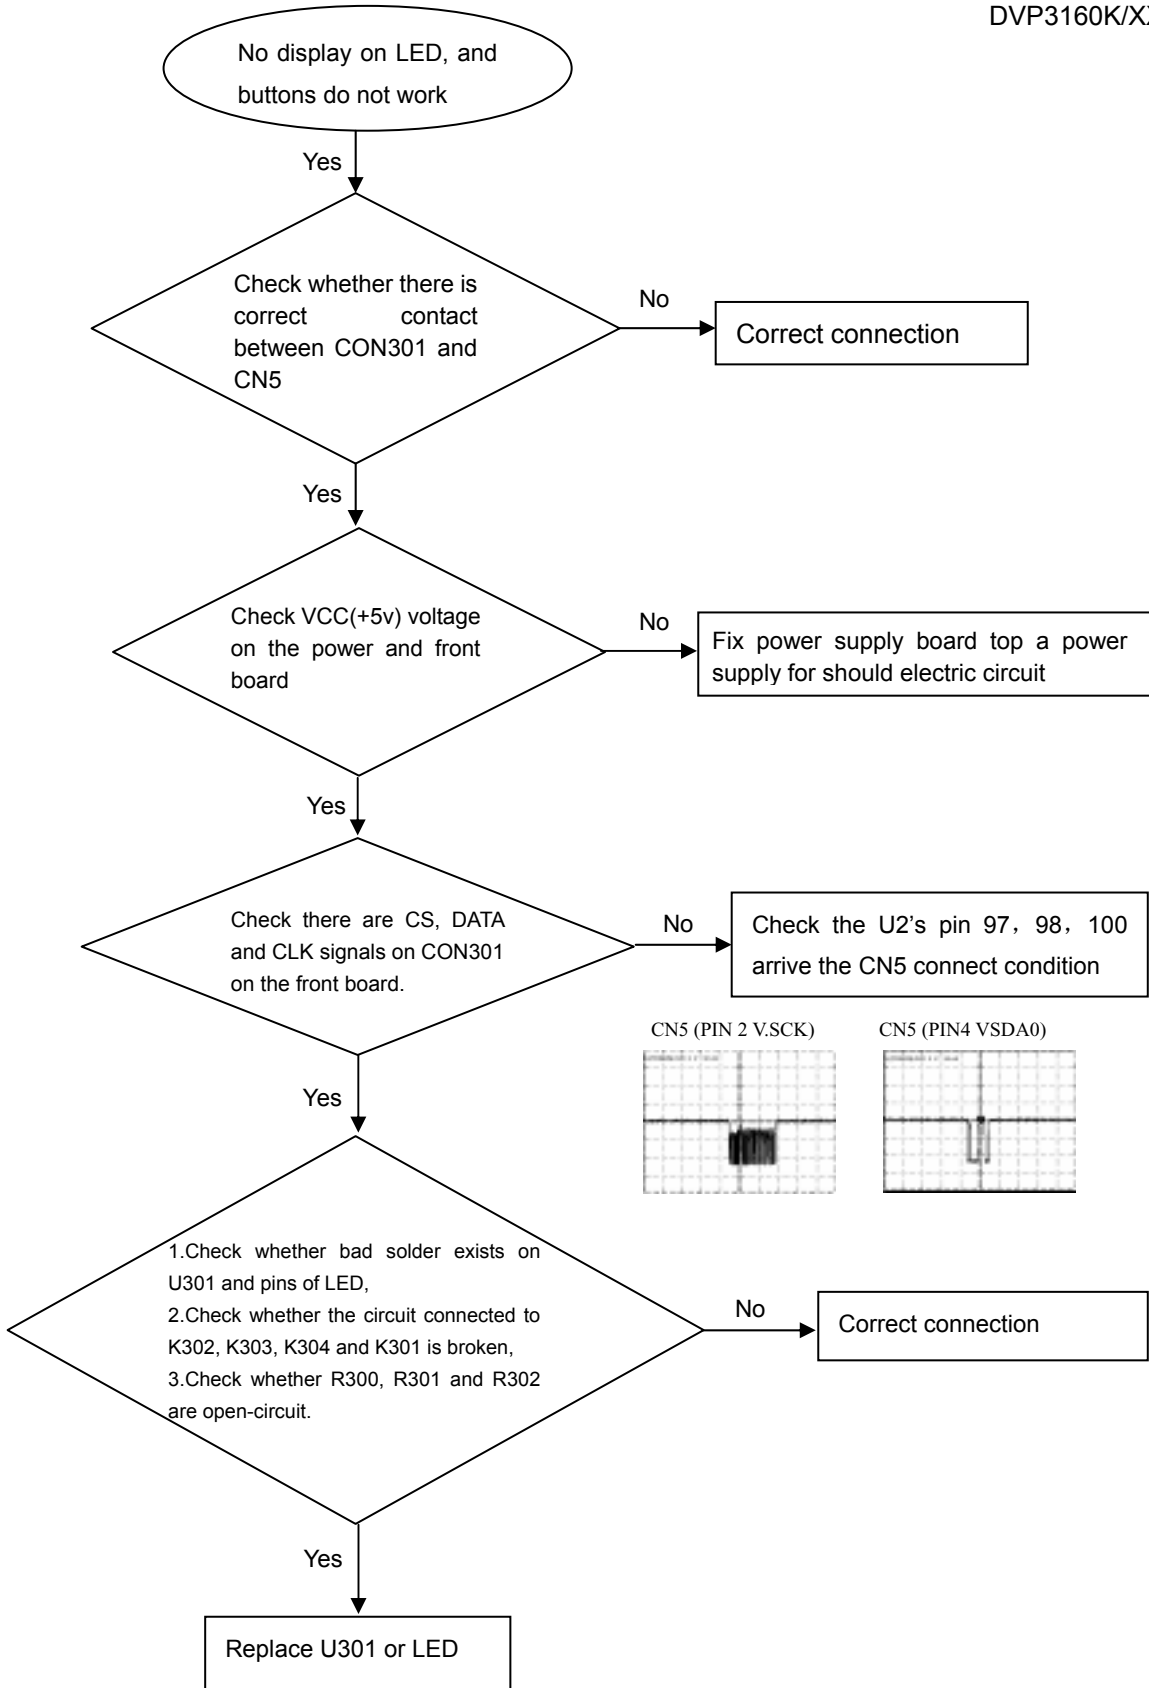 DVP3160K/XX
No display on LED, and
buttons do not work
Yes
Check whether there is
correct contact
between CON301 and
CN5
No
Correct connection
Yes
Check VCC(+5v) voltage
on the power and front
board
No
Fix power supply board top a power
supply for should electric circuit
Yes
Check there are CS, DATA
and CLK signals on CON301
on the front board.
No
Check the U2's pin 97，98，100
arrive the CN5 connect condition
CN5 (PIN 2 V.SCK)
CN5 (PIN4 VSDA0)
Yes
1.Check whether bad solder exists on
U301 and pins of LED,
2.Check whether the circuit connected to
K302, K303, K304 and K301 is broken,
3.Check whether R300, R301 and R302
are open-circuit.
No
Correct connection
Yes
Replace U301 or LED